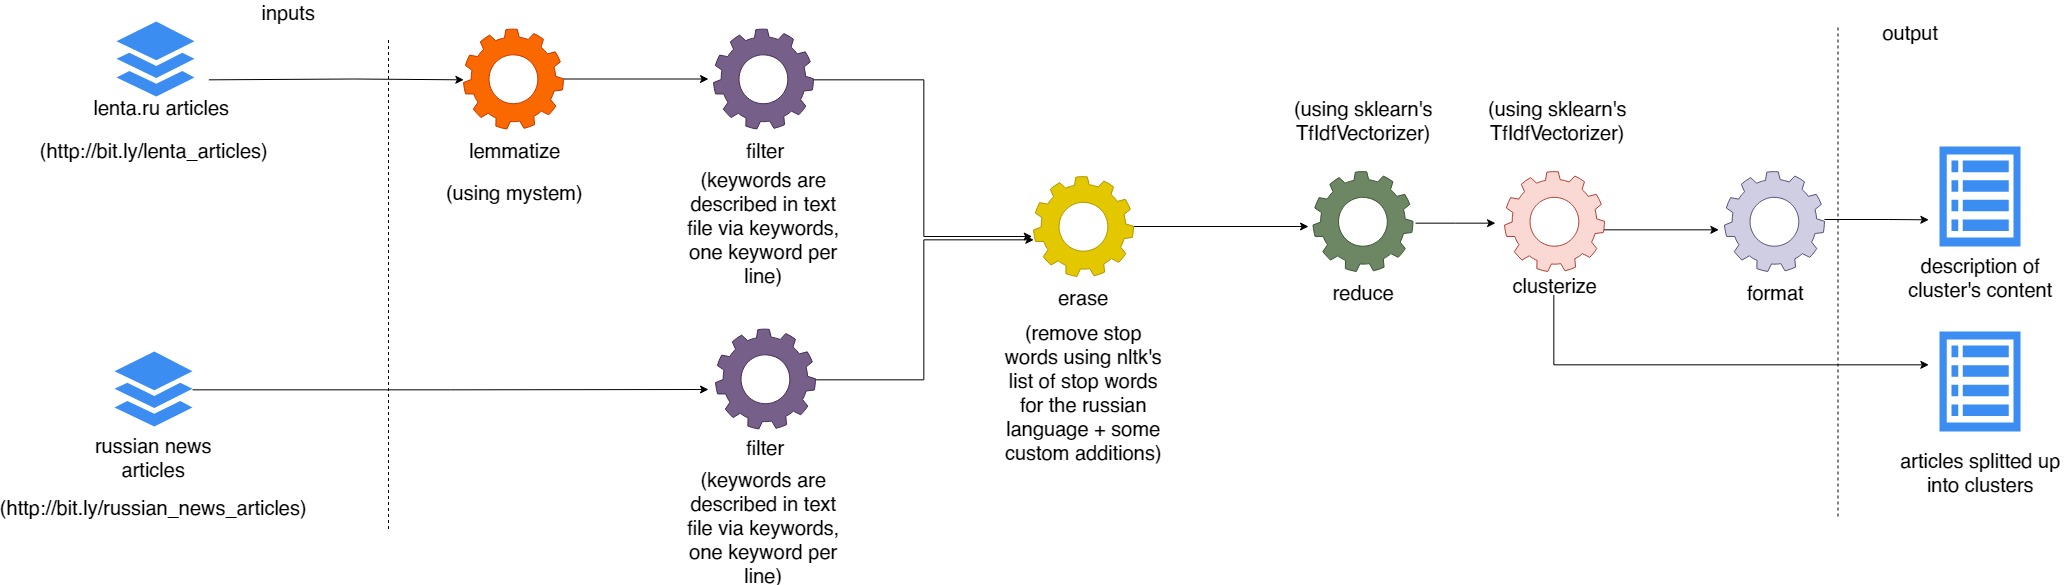 inputs
output
lenta.ru articles
(http://bit.ly/lenta_articles)
lemmatize
(using mystem)
filter
(keywords are
described in text
file via keywords,
one keyword per
line)
russian news
articles
(http://bit.ly/russian_news_articles)
filter
(keywords are
described in text
file via keywords,
one keyword per
line)
erase
(remove stop
words using nltk's
list of stop words
for the russian
language + some
custom additions)
(using sklearn's
TfIdfVectorizer)
reduce
(using sklearn's
TfIdfVectorizer)
clusterize
format
description of
cluster's content
articles splitted up
into clusters